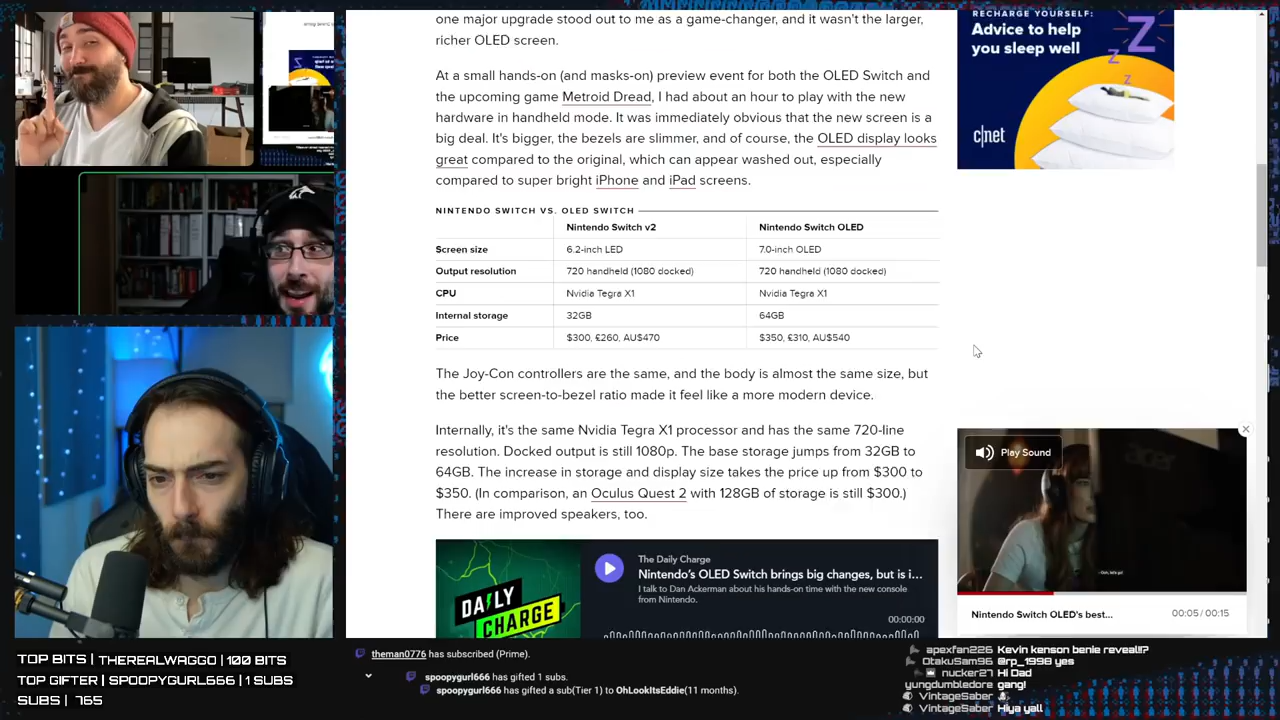 one major upgrade stood out to me as a game-changer, and it wasn't the larger,
richer OLED screen.
At a small hands-on (and masks-on) preview event for both the OLED Switch and
the upcoming game Metroid Dread, I had about an hour to play with the new
hardware in handheld mode. It was immediately obvious that the new screen is a
big deal. It's bigger, the bezels are slimmer, and of course, the OLED display looks
great compared to the original, which can appear washed out, especially
compared to super bright iPhone and iPad screens.
NINTENDO SWITCH VS. OLED SWITCH
Nintendo Switch v2 Nintendo Switch OLED
Screen size 6.2-inch LED 7.0-inch OLED
Output resolution 720 handheld (1080 docked) 720 handheld (1080 docked)
CPU Nvidia Tegra X1 Nvidia Tegra X1
Internal storage 32GB 64GB
Price $300, £260, AU$470 $350, £310, AU$540
The Joy-Con controllers are the same, and the body is almost the same size, but
the better screen-to-bezel ratio made it feel like a more modern device.
Internally, it's the same Nvidia Tegra X1 processor and has the same 720-line
resolution. Docked output is still 1080p. The base storage jumps from 32GB to
64GB. The increase in storage and display size takes the price up from $300 to
$350. (In comparison, an Oculus Quest 2 with 128GB of storage is still $300.)
There are improved speakers, too.
DAILY
CHARGE
The Daily Charge
Nintendo's OLED Switch brings big changes, but is i...
I talk to Dan Ackerman about his hands-on time with the new console
from Nintendo.
00:00:00
RECHARGE YOURSELF:
Advice to help
you sleep well
Z
z
z
c|net
Play Sound
Nintendo Switch OLED's best...
00:05 / 00:15
TOP BITS | THEREALWAGGO | 100 BITS
TOP GIFTER | SPOOPYGURL666 | 1 SUBS
SUBS | 765
theman0776 has subscribed (Prime).
spoopygurl666 has gifted 1 subs.
spoopygurl666 has gifted a sub(Tier 1) to OhLookItsEddie(11 months).
apexfan226 Kevin kenson benie reveal!!?
OtakuSam96 @rp_1998 yes
nucker27 Hi Dad
yungdumbledore gang!
VintageSaber
VintageSaber Hiya yall